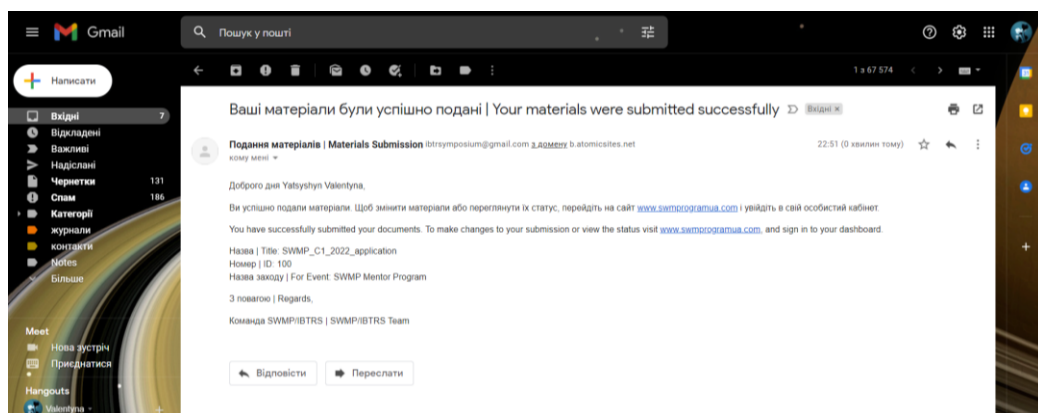 Gmail
Пошук у пошті
Написати
1 з 67 574
Вхідні 7
Відкладені
Важливі
Надіслані
Чернетки 131
Спам 186
Категорії
журнали
контакти
Notes
Більше
Meet
Нова зустріч
Приєднатися
Hangouts
Valentyna
Ваші матеріали були успішно подані | Your materials were submitted successfully Вхідні ×
Подання матеріалів | Materials Submission ibtrsymposium@gmail.com з домену b.atomicsites.net 22:51 (0 хвилин тому)
кому мені
Доброго дня Yatsyshyn Valentyna,
Ви успішно подали матеріали. Щоб змінити матеріали або переглянути їх статус, перейдіть на сайт www.swmprogramua.com і увійдіть в свій особистий кабінет.
You have successfully submitted your documents. To make changes to your submission or view the status visit www.swmprogramua.com, and sign in to your dashboard.
Назва | Title: SWMP_C1_2022_application
Номер | ID: 100
Назва заходу | For Event: SWMP Mentor Program
З повагою | Regards,
Команда SWMP/IBTRS | SWMP/IBTRS Team
Відповісти
Переслати